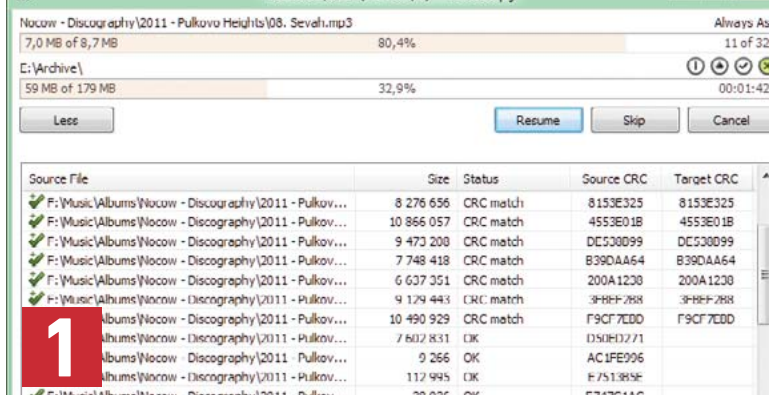 Nocow - Discography\2011 - Pulkovo Heights\08. Sevah.mp3 Always As
7,0 MB of 8,7 MB 80,4% 11 of 32
E:\Archive\
59 MB of 179 MB 32,9% 00:01:42
Less Resume Skip Cancel
Source File Size Status Source CRC Target CRC
F:\Music\Albums\Nocow - Discography\2011 - Pulkov... 8 276 656 CRC match 8153E325 8153E325
F:\Music\Albums\Nocow - Discography\2011 - Pulkov... 10 866 057 CRC match 4553E01B 4553E01B
F:\Music\Albums\Nocow - Discography\2011 - Pulkov... 9 473 208 CRC match DE538D99 DE538D99
F:\Music\Albums\Nocow - Discography\2011 - Pulkov... 7 748 418 CRC match B39DAA64 B39DAA64
F:\Music\Albums\Nocow - Discography\2011 - Pulkov... 6 637 351 CRC match 200A1238 200A1238
F:\Music\Albums\Nocow - Discography\2011 - Pulkov... 9 129 443 CRC match 3FBFF2B8 3FBFF2B8
lbums\Nocow - Discography\2011 - Pulkov... 10 490 929 CRC match F9CF7EBD F9CF7EBD
1
lbums\Nocow - Discography\2011 - Pulkov... 7 602 831 OK D50ED271
lbums\Nocow - Discography\2011 - Pulkov... 9 266 OK AC1FE996
lbums\Nocow - Discography\2011 - Pulkov... 112 995 OK E7513B5E